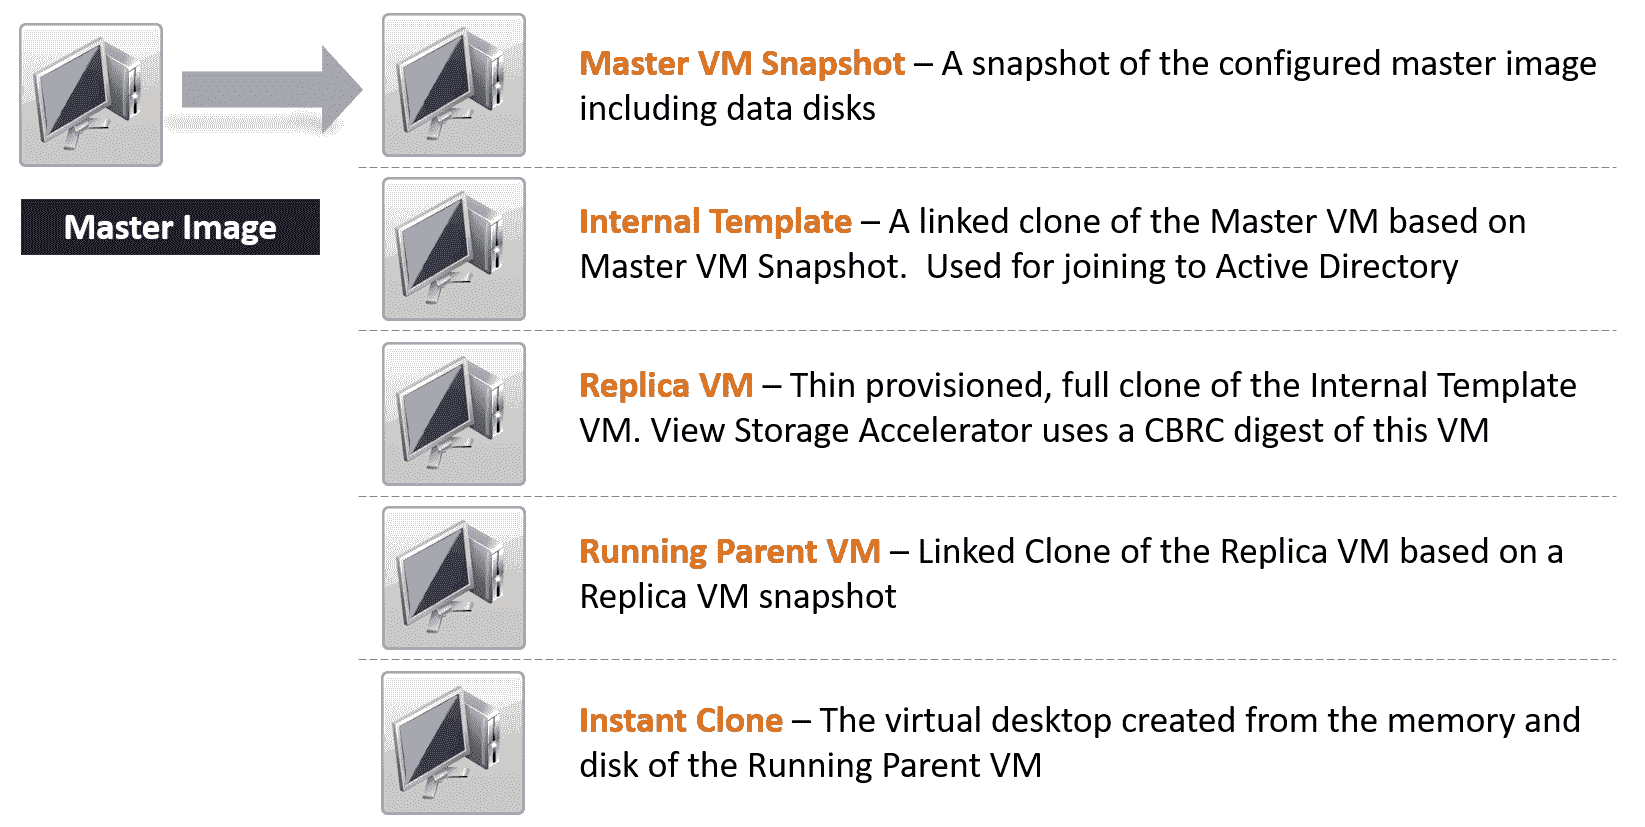 Master VM Snapshot – A snapshot of the configured master image
including data disks
Master Image
Internal Template – A linked clone of the Master VM based on
Master VM Snapshot.  Used for joining to Active Directory
Replica VM – Thin provisioned, full clone of the Internal Template
VM. View Storage Accelerator uses a CBRC digest of this VM
Running Parent VM – Linked Clone of the Replica VM based on a
Replica VM snapshot
Instant Clone – The virtual desktop created from the memory and
disk of the Running Parent VM